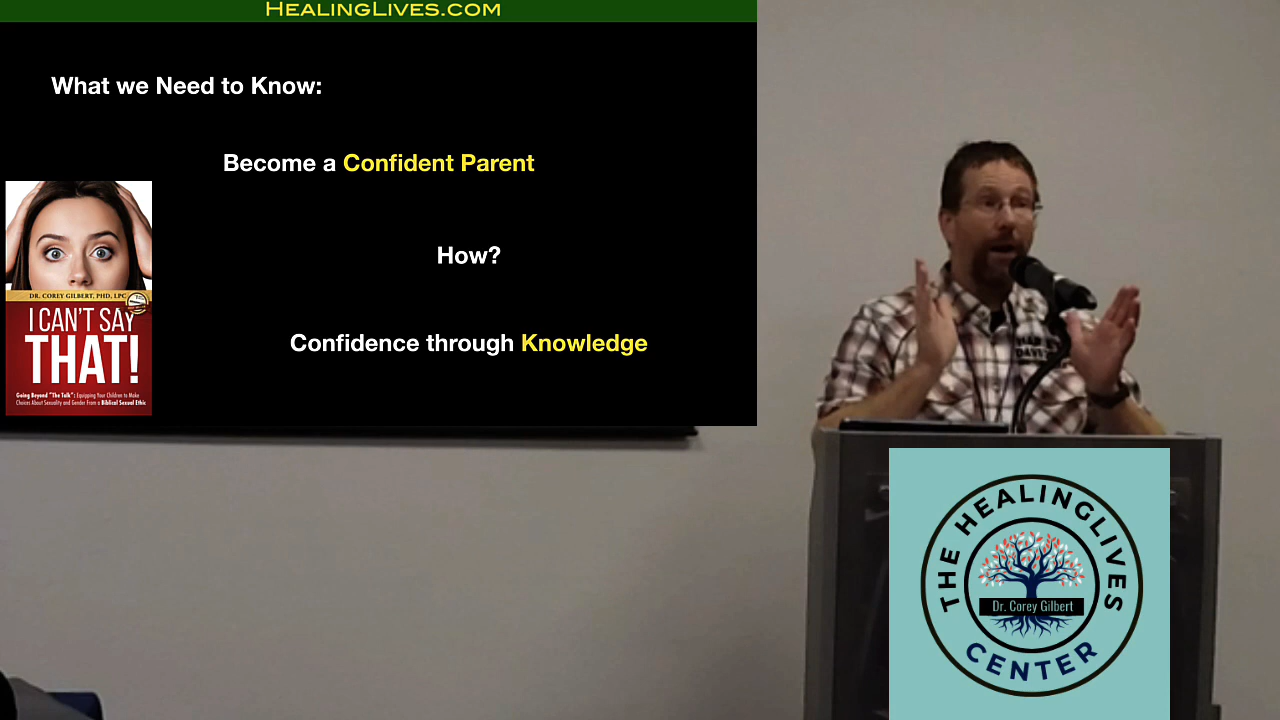 HEALINGLIVES.COM
What we Need to Know:
Become a Confident Parent
How?
Confidence through Knowledge
DR. COREY GILBERT, PHD, LPC
I CAN'T SAY
THAT!
Going Beyond "The Talk": Equipping Your Children to Make
Choices About Sexuality and Gender From a Biblical Sexual Ethic
THE HEALINGLIVES
Dr. Corey Gilbert
CENTER